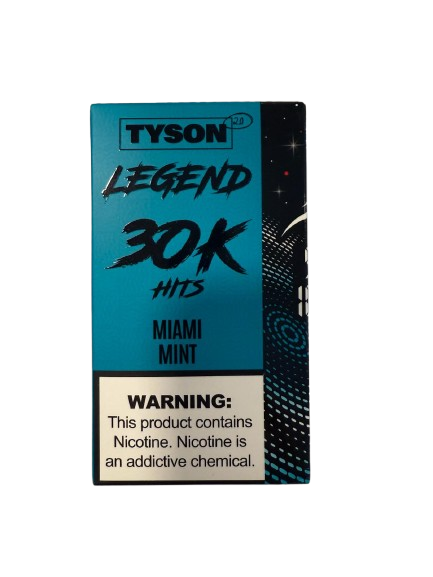 TYSON 2.0
LEGEND
30K
HITS
MIAMI
MINT
WARNING:
This product contains
Nicotine. Nicotine is
an addictive chemical.